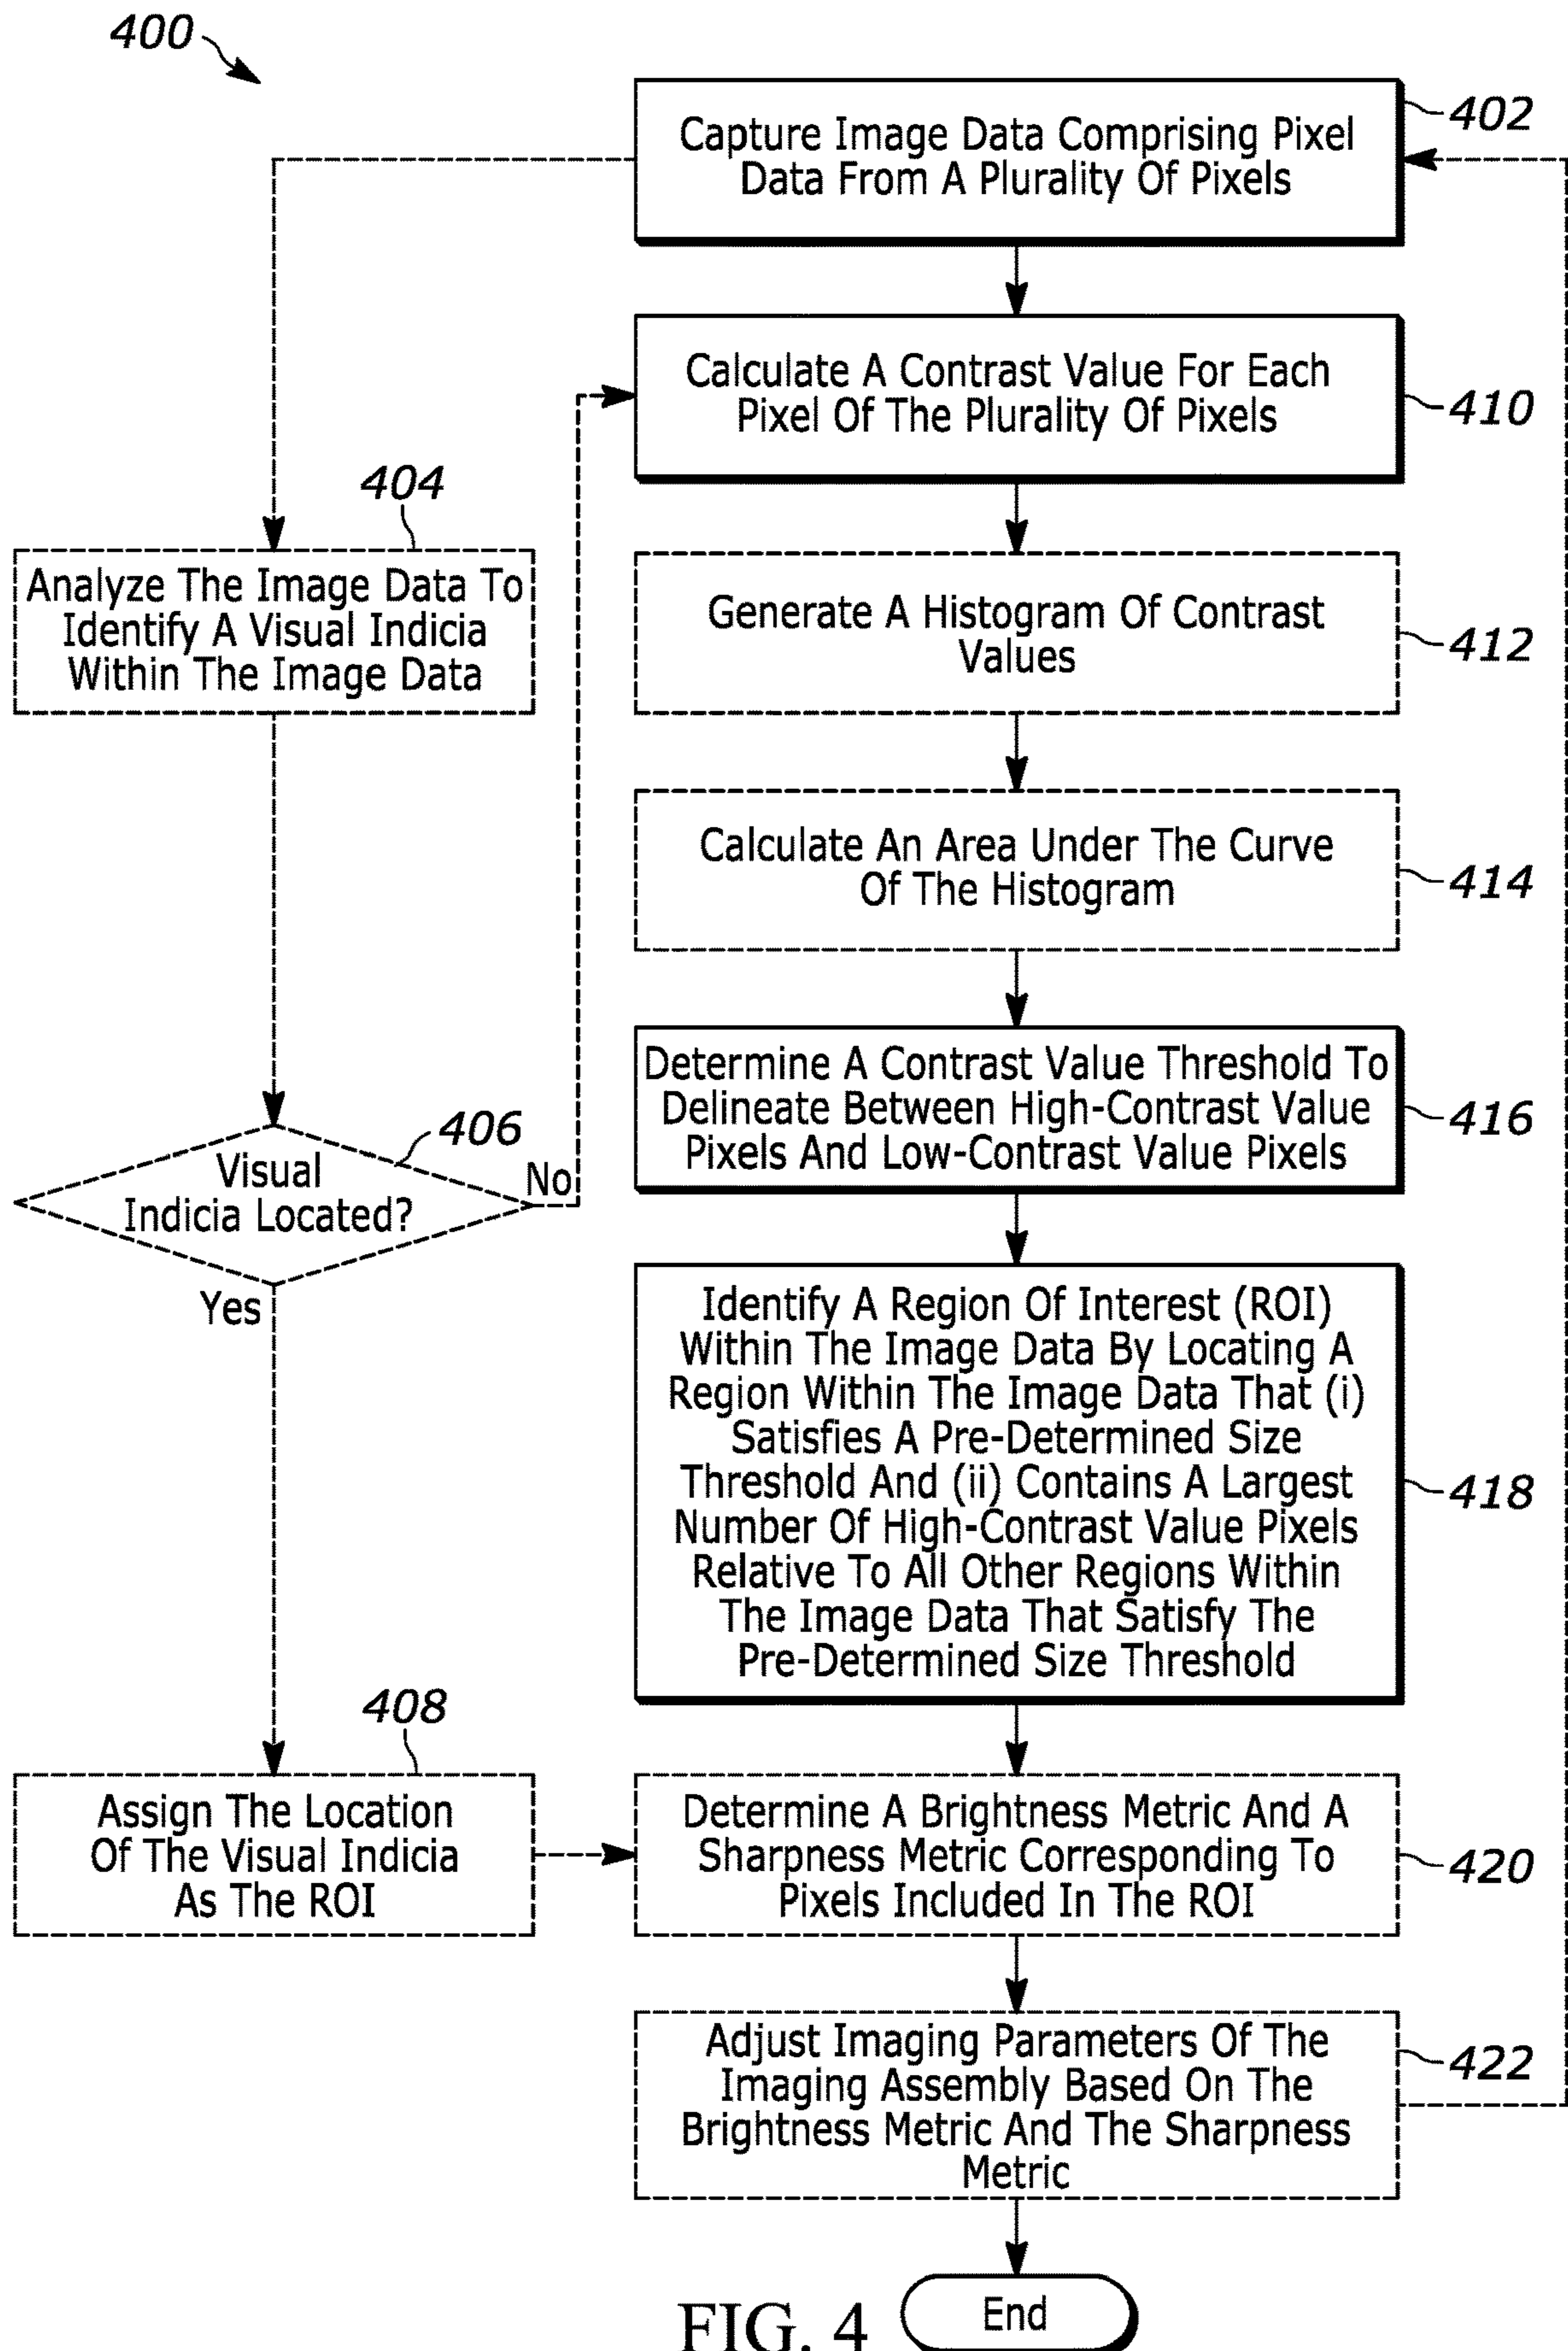 400
Capture Image Data Comprising Pixel
Data From A Plurality Of Pixels
402
Calculate A Contrast Value For Each
Pixel Of The Plurality Of Pixels
410
404
Analyze The Image Data To
Identify A Visual Indicia
Within The Image Data
Generate A Histogram Of Contrast
Values
412
Calculate An Area Under The Curve
Of The Histogram
414
Determine A Contrast Value Threshold To
Delineate Between High-Contrast Value
Pixels And Low-Contrast Value Pixels
416
406
Visual
Indicia Located?
No
Yes
Identify A Region Of Interest (ROI)
Within The Image Data By Locating A
Region Within The Image Data That (i)
Satisfies A Pre-Determined Size
Threshold And (ii) Contains A Largest
Number Of High-Contrast Value Pixels
Relative To All Other Regions Within
The Image Data That Satisfy The
Pre-Determined Size Threshold
418
408
Assign The Location
Of The Visual Indicia
As The ROI
Determine A Brightness Metric And A
Sharpness Metric Corresponding To
Pixels Included In The ROI
420
Adjust Imaging Parameters Of The
Imaging Assembly Based On The
Brightness Metric And The Sharpness
Metric
422
End
FIG. 4